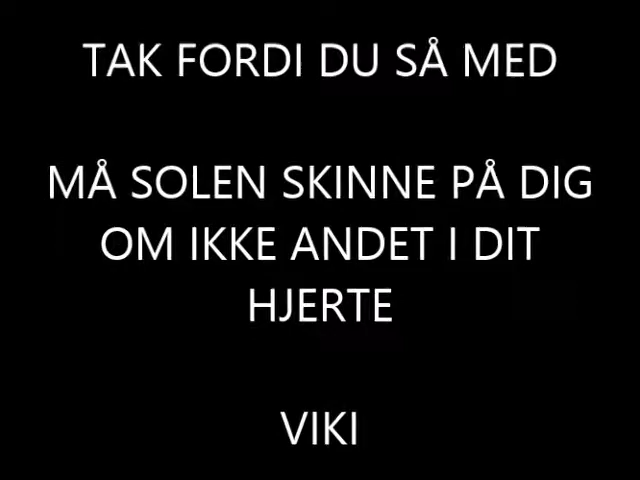 TAK FORDI DU SÅ MED
MÅ SOLEN SKINNE PÅ DIG
OM IKKE ANDET I DIT
HJERTE
VIKI